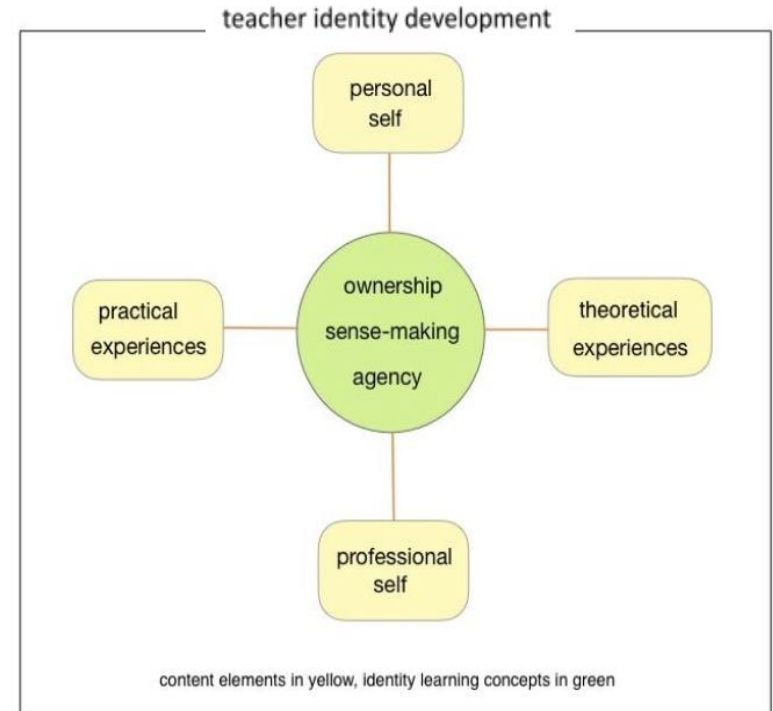 teacher identity development
personal
self
practical
experiences
ownership
sense-making
agency
theoretical
experiences
professional
self
content elements in yellow, identity learning concepts in green